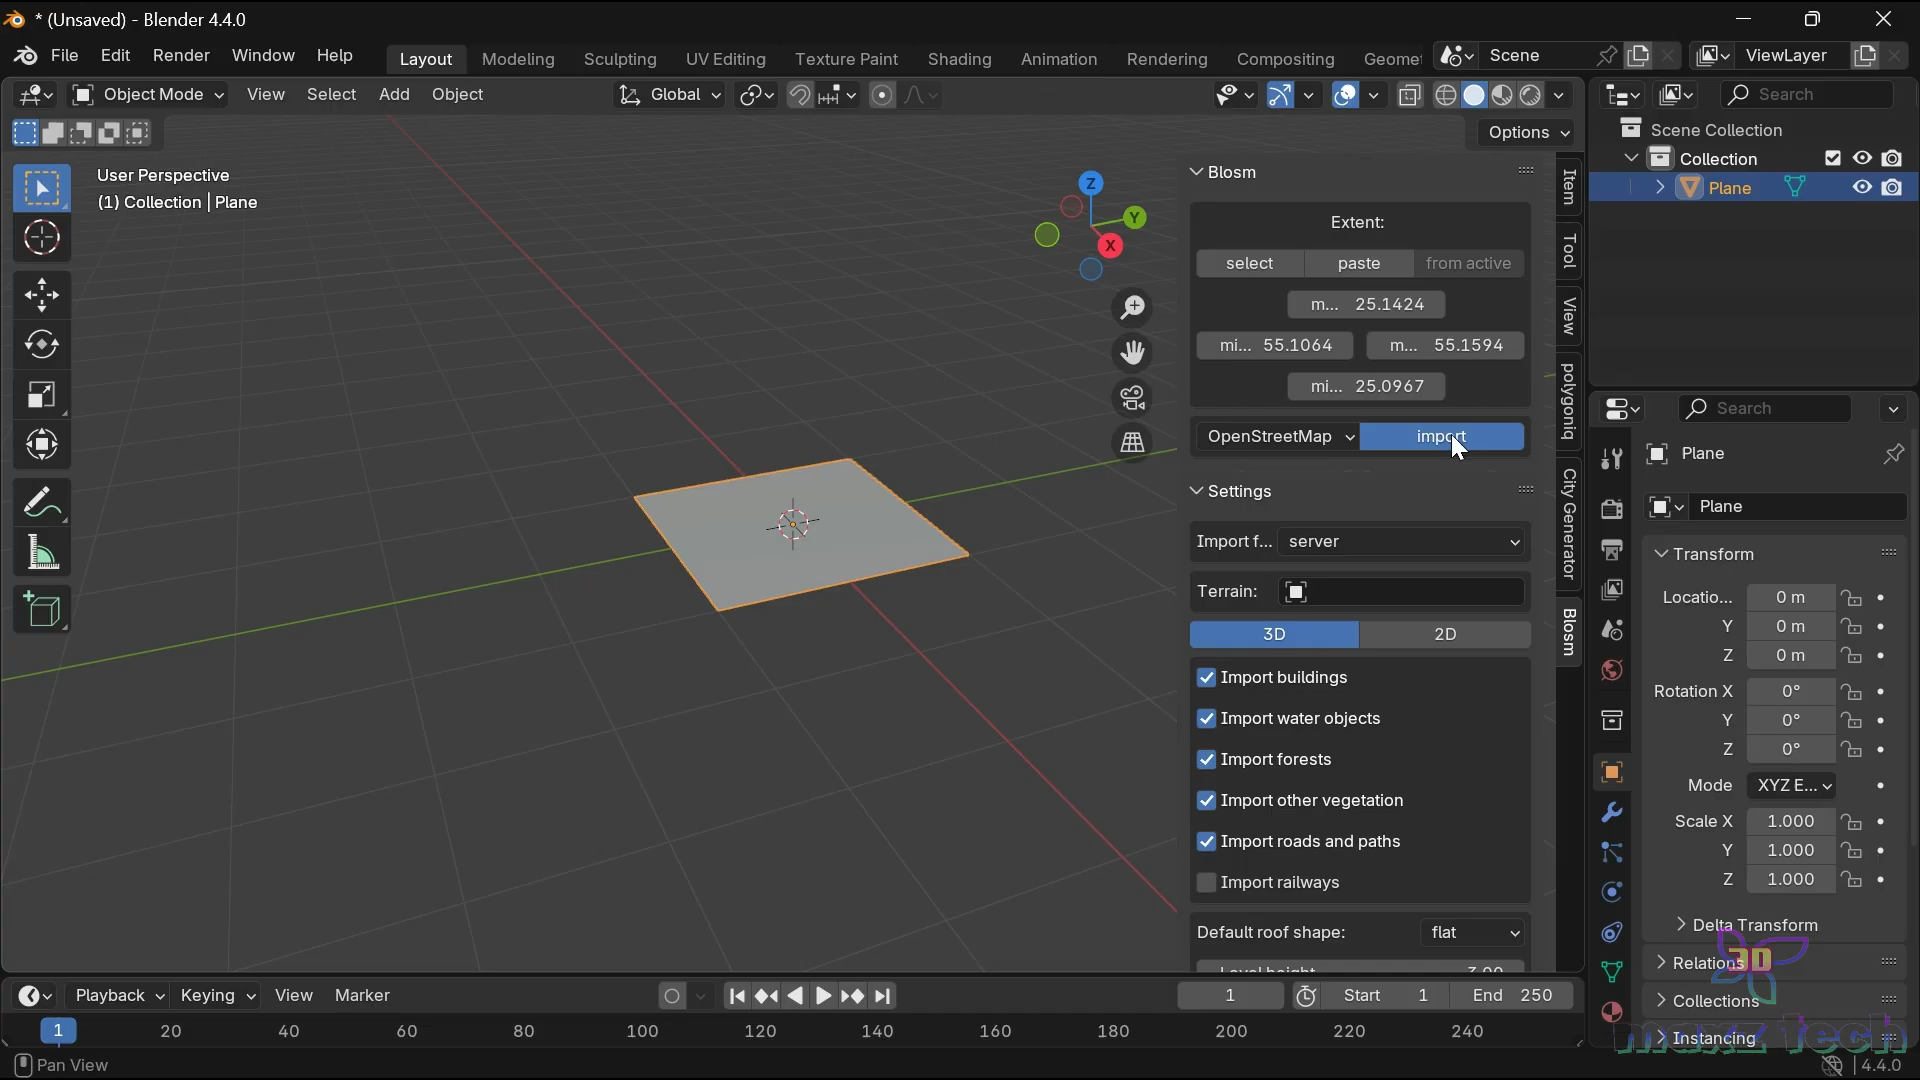 * (Unsaved) - Blender 4.4.0
File Edit Render Window Help Layout Modeling Sculpting UV Editing Texture Paint Shading Animation Rendering Compositing Geomet Scene ViewLayer
Object Mode View Select Add Object Global Search
Options
User Perspective
(1) Collection | Plane
Z
Y
X
Blosm
Extent:
select paste from active
m... 25.1424
mi... 55.1064 m... 55.1594
mi... 25.0967
OpenStreetMap import
Settings
Import f... server
Terrain:
3D 2D
Import buildings
Import water objects
Import forests
Import other vegetation
Import roads and paths
Import railways
Default roof shape: flat
Level height 3.00
Item
Tool
View
polygoniq
City Generator
Blosm
Scene Collection
Collection
Plane
Search
Plane
Plane
Transform
Locatio... 0 m
Y 0 m
Z 0 m
Rotation X 0°
Y 0°
Z 0°
Mode XYZ E...
Scale X 1.000
Y 1.000
Z 1.000
Delta Transform
Relations
3D
Collections
Instancing
maxz tech
Playback Keying View Marker 1 Start 1 End 250
1 20 40 60 80 100 120 140 160 180 200 220 240
Pan View 4.4.0